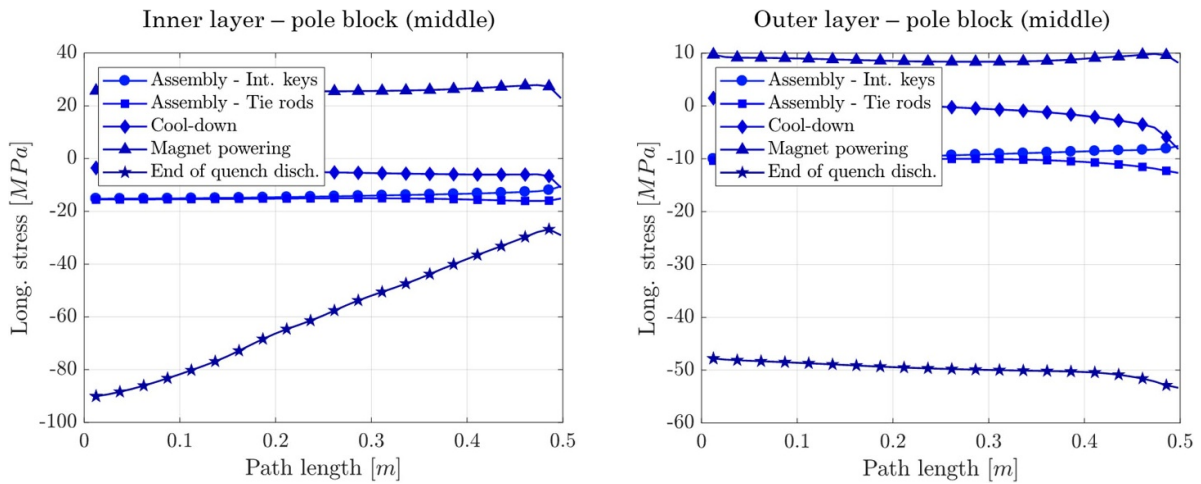 Inner layer – pole block (middle)
40
20
0
-20
-40
-60
-80
-100
Long. stress [MPa]
Assembly - Int. keys
Assembly - Tie rods
Cool-down
Magnet powering
End of quench disch.
0
0.1
0.2
0.3
0.4
0.5
Path length [m]
Outer layer – pole block (middle)
10
0
-10
-20
-30
-40
-50
-60
Long. stress [MPa]
Assembly - Int. keys
Assembly - Tie rods
Cool-down
Magnet powering
End of quench disch.
0
0.1
0.2
0.3
0.4
0.5
Path length [m]